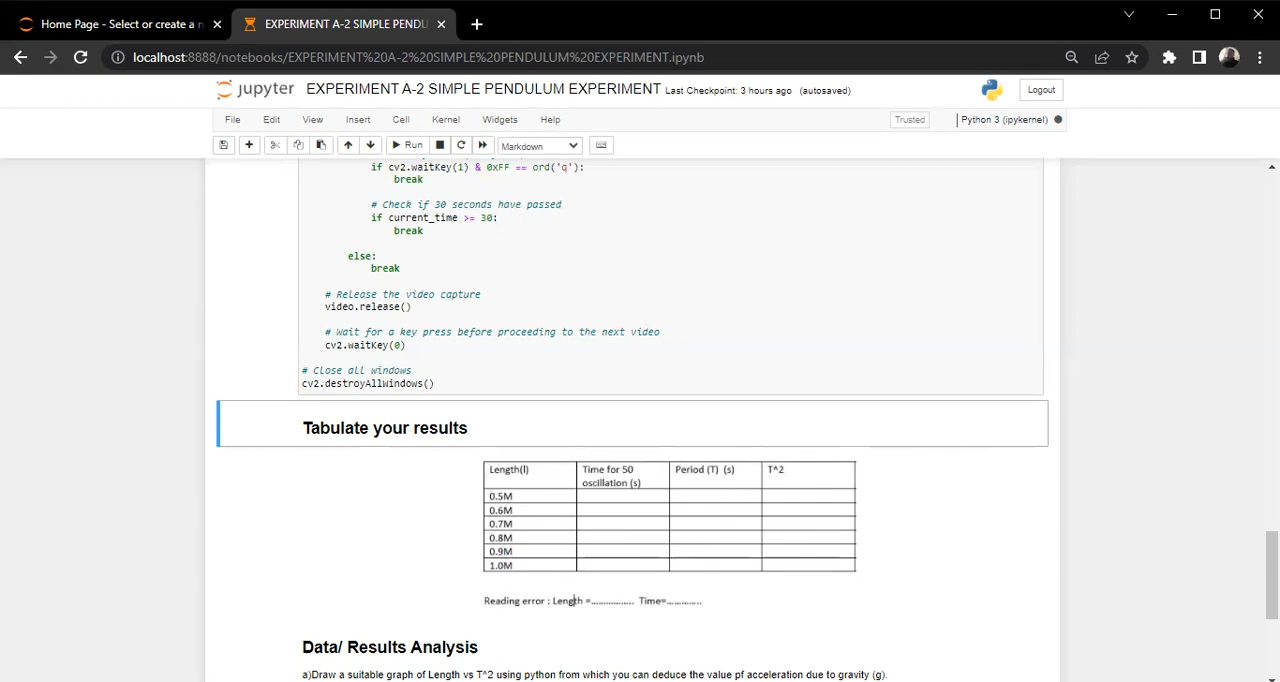 Home Page - Select or create a n
EXPERIMENT A-2 SIMPLE PENDU
localhost:8888/notebooks/EXPERIMENT%20A-2%20SIMPLE%20PENDULUM%20EXPERIMENT.ipynb
jupyter EXPERIMENT A-2 SIMPLE PENDULUM EXPERIMENT Last Checkpoint: 3 hours ago (autosaved)
Logout
File Edit View Insert Cell Kernel Widgets Help
Trusted
Python 3 (ipykernel)
Run
Markdown
if cv2.waitKey(1) & 0xFF == ord('q'):
break
# Check if 30 seconds have passed
if current_time >= 30:
break
else:
break
# Release the video capture
video.release()
# Wait for a key press before proceeding to the next video
cv2.waitKey(0)
# Close all windows
cv2.destroyAllWindows()
Tabulate your results
Length(l) Time for 50 oscillation (s) Period (T) (s) T^2
0.5M
0.6M
0.7M
0.8M
0.9M
1.0M
Reading error : Length =................ Time=.............
Data/ Results Analysis
a)Draw a suitable graph of Length vs T^2 using python from which you can deduce the value pf acceleration due to gravity (g).